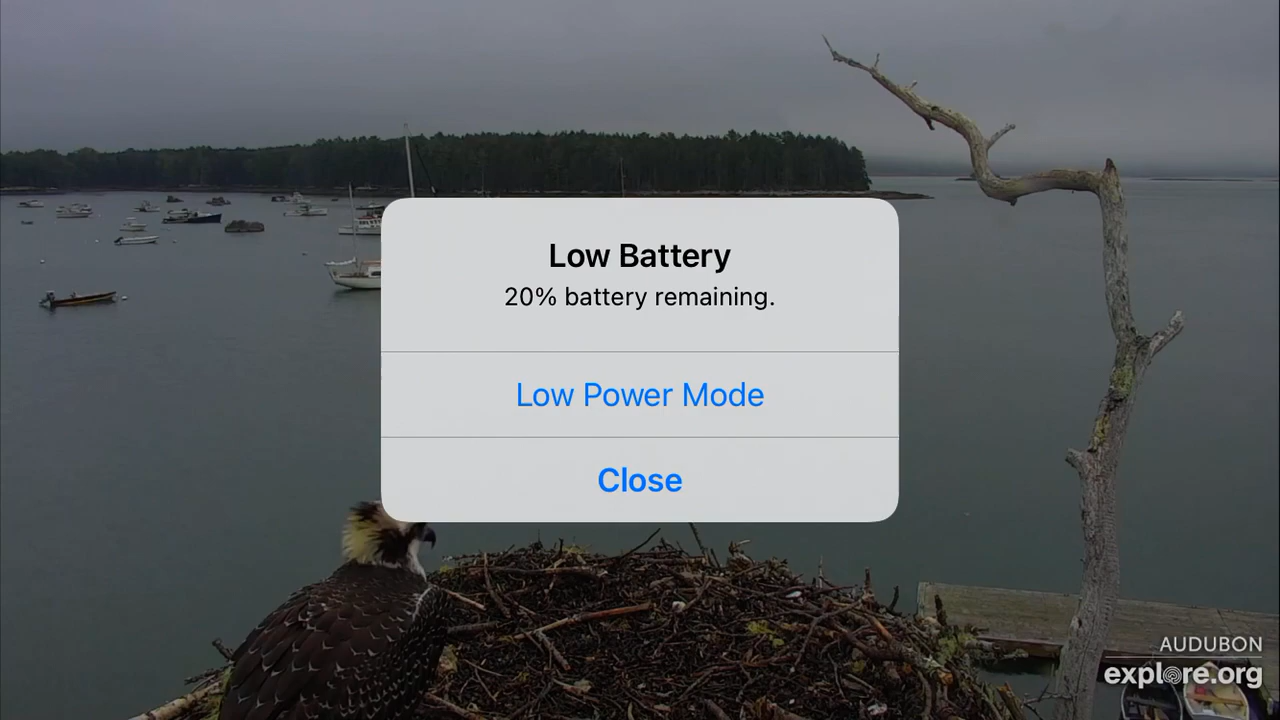 Low Battery
20% battery remaining.
Low Power Mode
Close
AUDUBON
explore.org